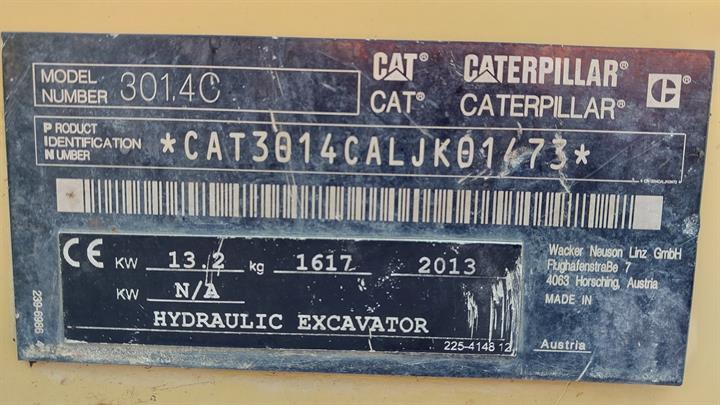 MODEL NUMBER 301.4C
CAT CATERPILLAR C
CAT® CATERPILLAR®
PRODUCT IDENTIFICATION NUMBER *CAT3014CALJK01473*
CE KW 13.2 kg 1617 2013
KW N/A
HYDRAULIC EXCAVATOR
225-4148 12
239-6986
Wacker Neuson Linz GmbH
Flughafenstraße 7
4063 Horsching, Austria
MADE IN
Austria